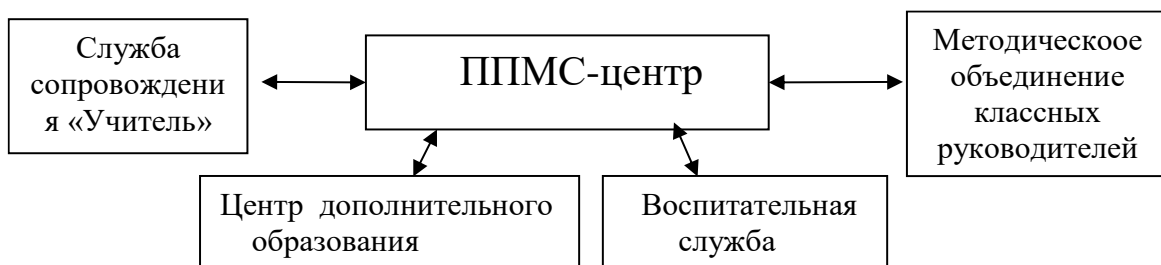 Служба
сопровождени
я «Учитель»
ППМС-центр
Методическоое
объединение
классных
руководителей
Центр дополнительного
образования
Воспитательная
служба